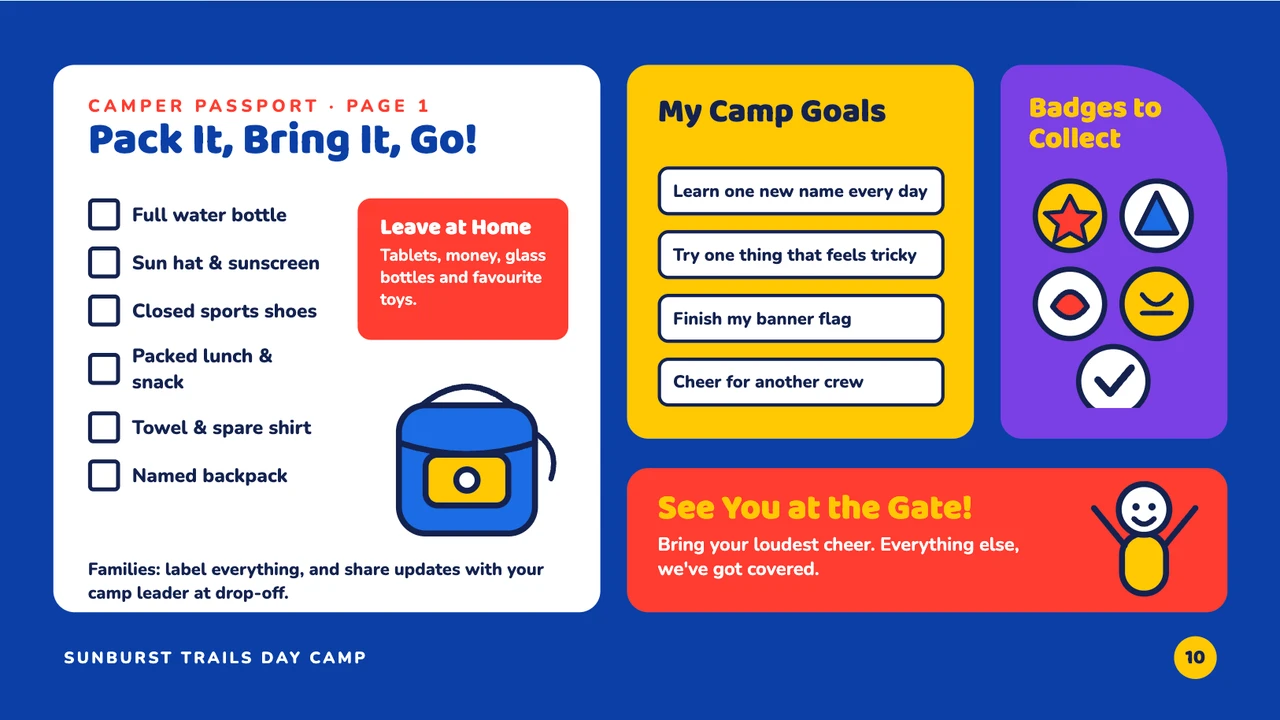 CAMPER PASSPORT · PAGE 1
Pack It, Bring It, Go!
Full water bottle
Sun hat & sunscreen
Closed sports shoes
Packed lunch &
snack
Towel & spare shirt
Named backpack
Leave at Home
Tablets, money, glass
bottles and favourite
toys.
Families: label everything, and share updates with your
camp leader at drop-off.
My Camp Goals
Learn one new name every day
Try one thing that feels tricky
Finish my banner flag
Cheer for another crew
Badges to
Collect
See You at the Gate!
Bring your loudest cheer. Everything else,
we've got covered.
SUNBURST TRAILS DAY CAMP
10